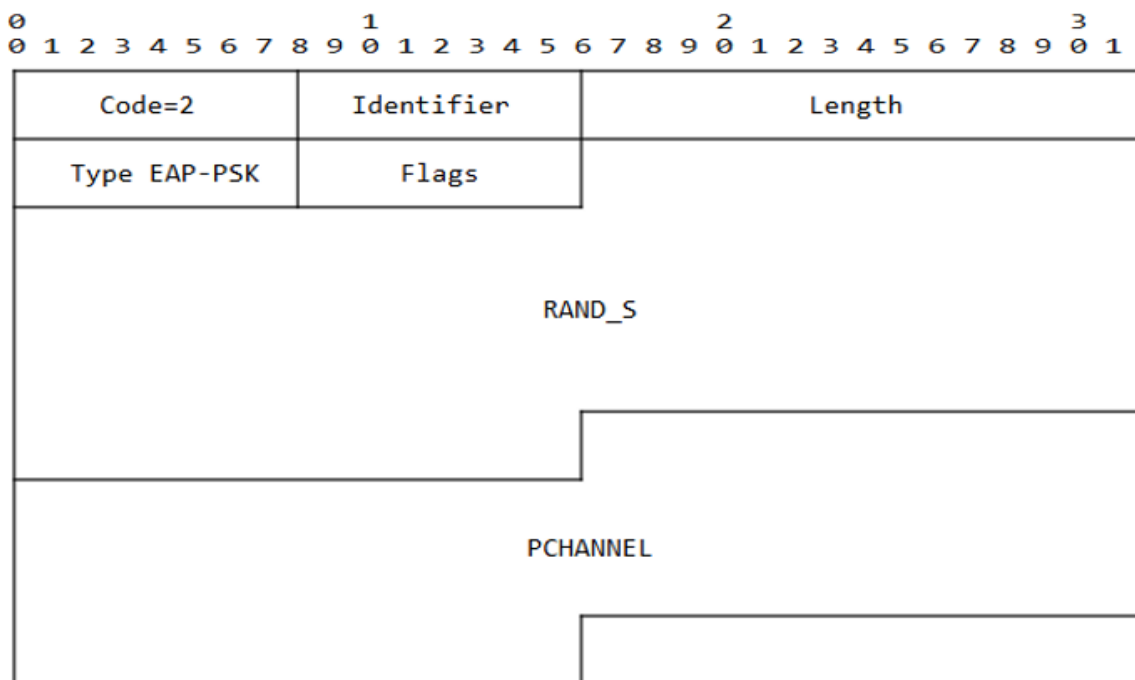 0 1 2 3
0 1 2 3 4 5 6 7 8 9 0 1 2 3 4 5 6 7 8 9 0 1 2 3 4 5 6 7 8 9 0 1
Code=2 Identifier Length
Type EAP-PSK Flags
RAND_S
PCHANNEL